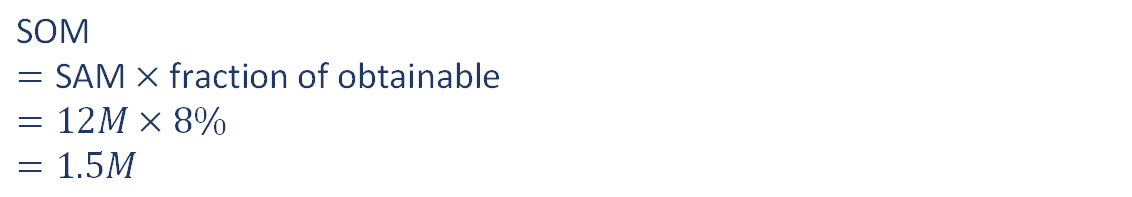 SOM
= SAM × fraction of obtainable
= 12M × 8%
= 1.5M